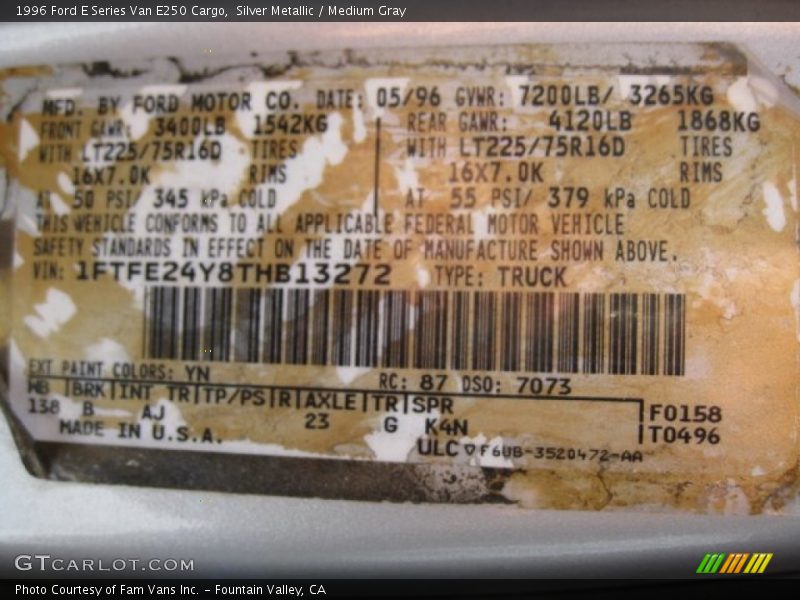 1996 Ford E Series Van E250 Cargo,  Silver Metallic / Medium Gray
MFD. BY FORD MOTOR CO. DATE: 05/96 GVWR: 7200LB/ 3265KG
FRONT GAWR: 3400LB 1542KG REAR GAWR: 4120LB 1868KG
WITH LT225/75R16D TIRES WITH LT225/75R16D TIRES
16X7.0K RIMS 16X7.0K RIMS
AT 50 PSI/ 345 kPa COLD AT 55 PSI/ 379 kPa COLD
THIS VEHICLE CONFORMS TO ALL APPLICABLE FEDERAL MOTOR VEHICLE
SAFETY STANDARDS IN EFFECT ON THE DATE OF MANUFACTURE SHOWN ABOVE.
VIN: 1FTFE24Y8THB13272 TYPE: TRUCK
EXT PAINT COLORS: YN RC: 87 DSO: 7073
WB |BRK|INT TR|TP/PS|R|AXLE|TR|SPR F0158
138 B AJ 23 G K4N T0496
MADE IN U.S.A.
ULC ▽F6UB-3520472-AA
GTCARLOT.COM
Photo Courtesy of Fam Vans Inc. – Fountain Valley, CA